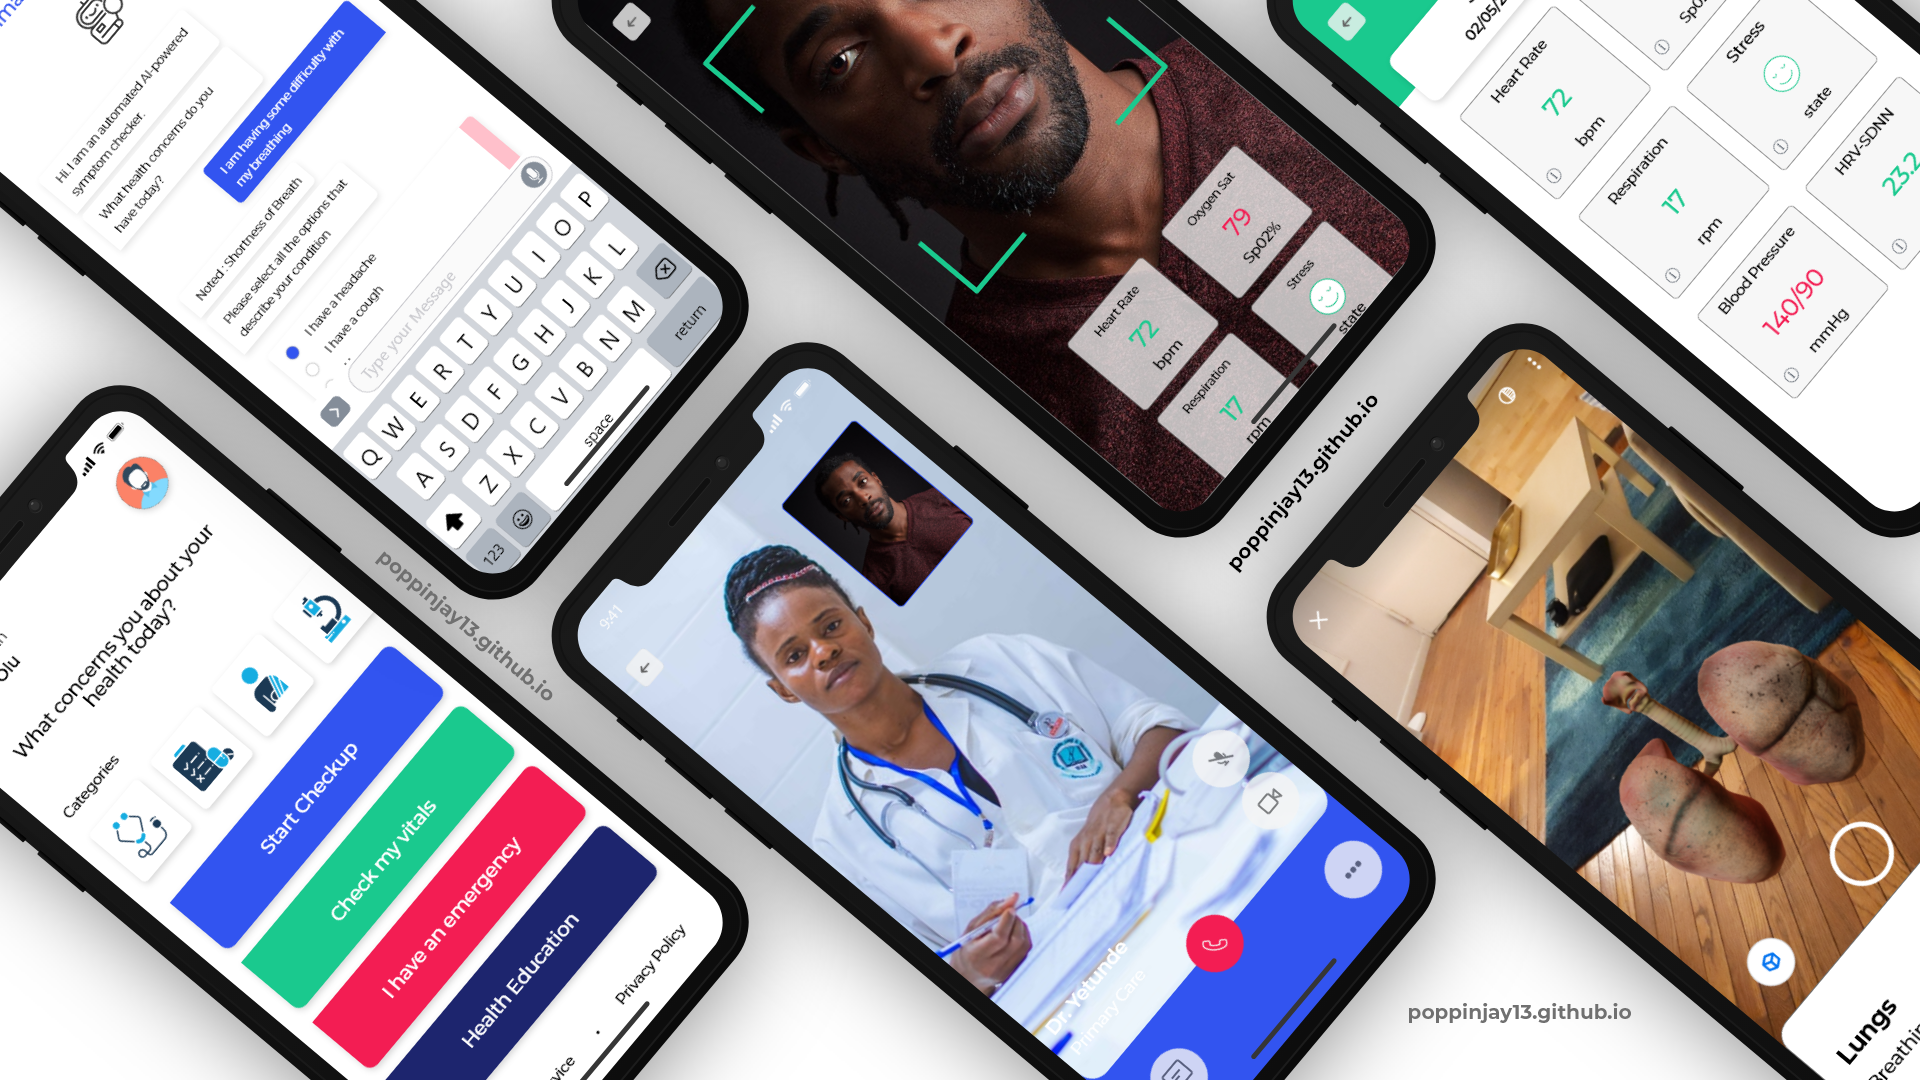 Hi. I am an automated AI-powered
symptom checker.
What health concerns do you
have today?
I am having some difficulty with
my breathing
Noted : Shortness of Breath
Please select all the options that
describe your condition
I have a headache
I have a cough
Type your Message
Q W E R T Y U I O P
A S D F G H J K L
Z X C V B N M
123
space
return
Oxygen Sat
79
Sp02%
Heart Rate
72
bpm
Stress
state
Respiration
17
rpm
02/05/2
Heart Rate
72
bpm
Stress
state
Respiration
17
rpm
HRV-SDNN
23.2
Blood Pressure
140/90
mmHg
Olu
What concerns you about your
health today?
Categories
Start Checkup
Check my vitals
I have an emergency
Health Education
Privacy Policy
poppinjay13.github.io
9:41
Dr. Yetunde
Primary Care
poppinjay13.github.io
Lungs
poppinjay13.github.io